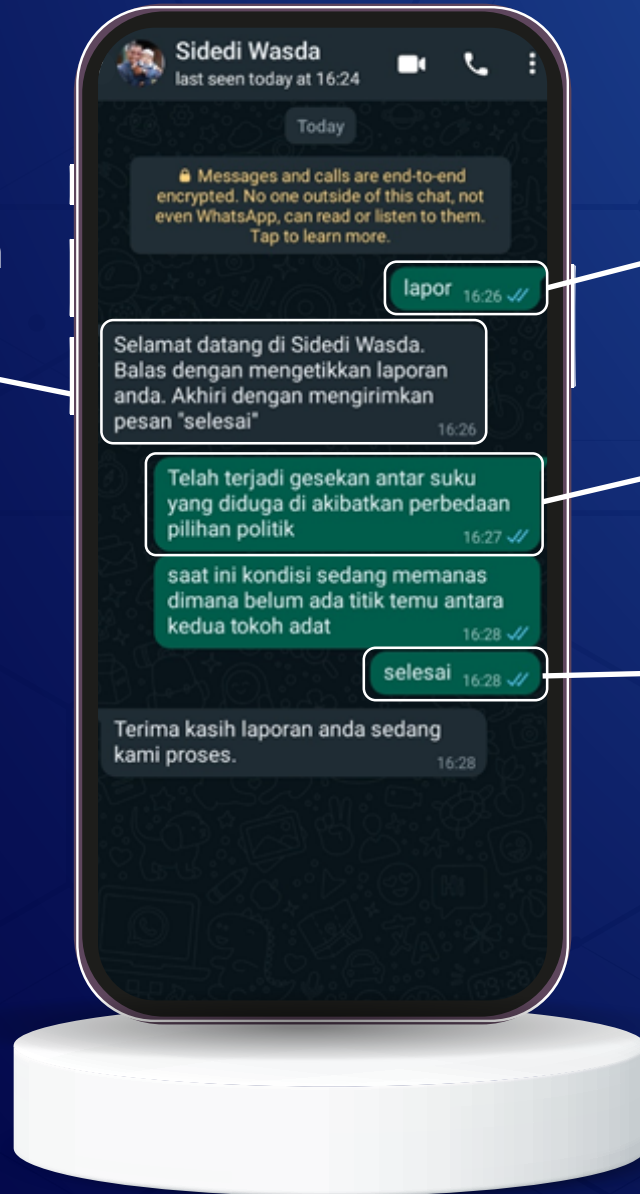 Sidedi Wasda
last seen today at 16:24
Today
Messages and calls are end-to-end
encrypted. No one outside of this chat, not
even WhatsApp, can read or listen to them.
Tap to learn more.
lapor 16:26
Selamat datang di Sidedi Wasda.
Balas dengan mengetikkan laporan
anda. Akhiri dengan mengirimkan
pesan "selesai"
16:26
Telah terjadi gesekan antar suku
yang diduga di akibatkan perbedaan
pilihan politik
16:27
saat ini kondisi sedang memanas
dimana belum ada titik temu antara
kedua tokoh adat
16:28
selesai 16:28
Terima kasih laporan anda sedang
kami proses.
16:28